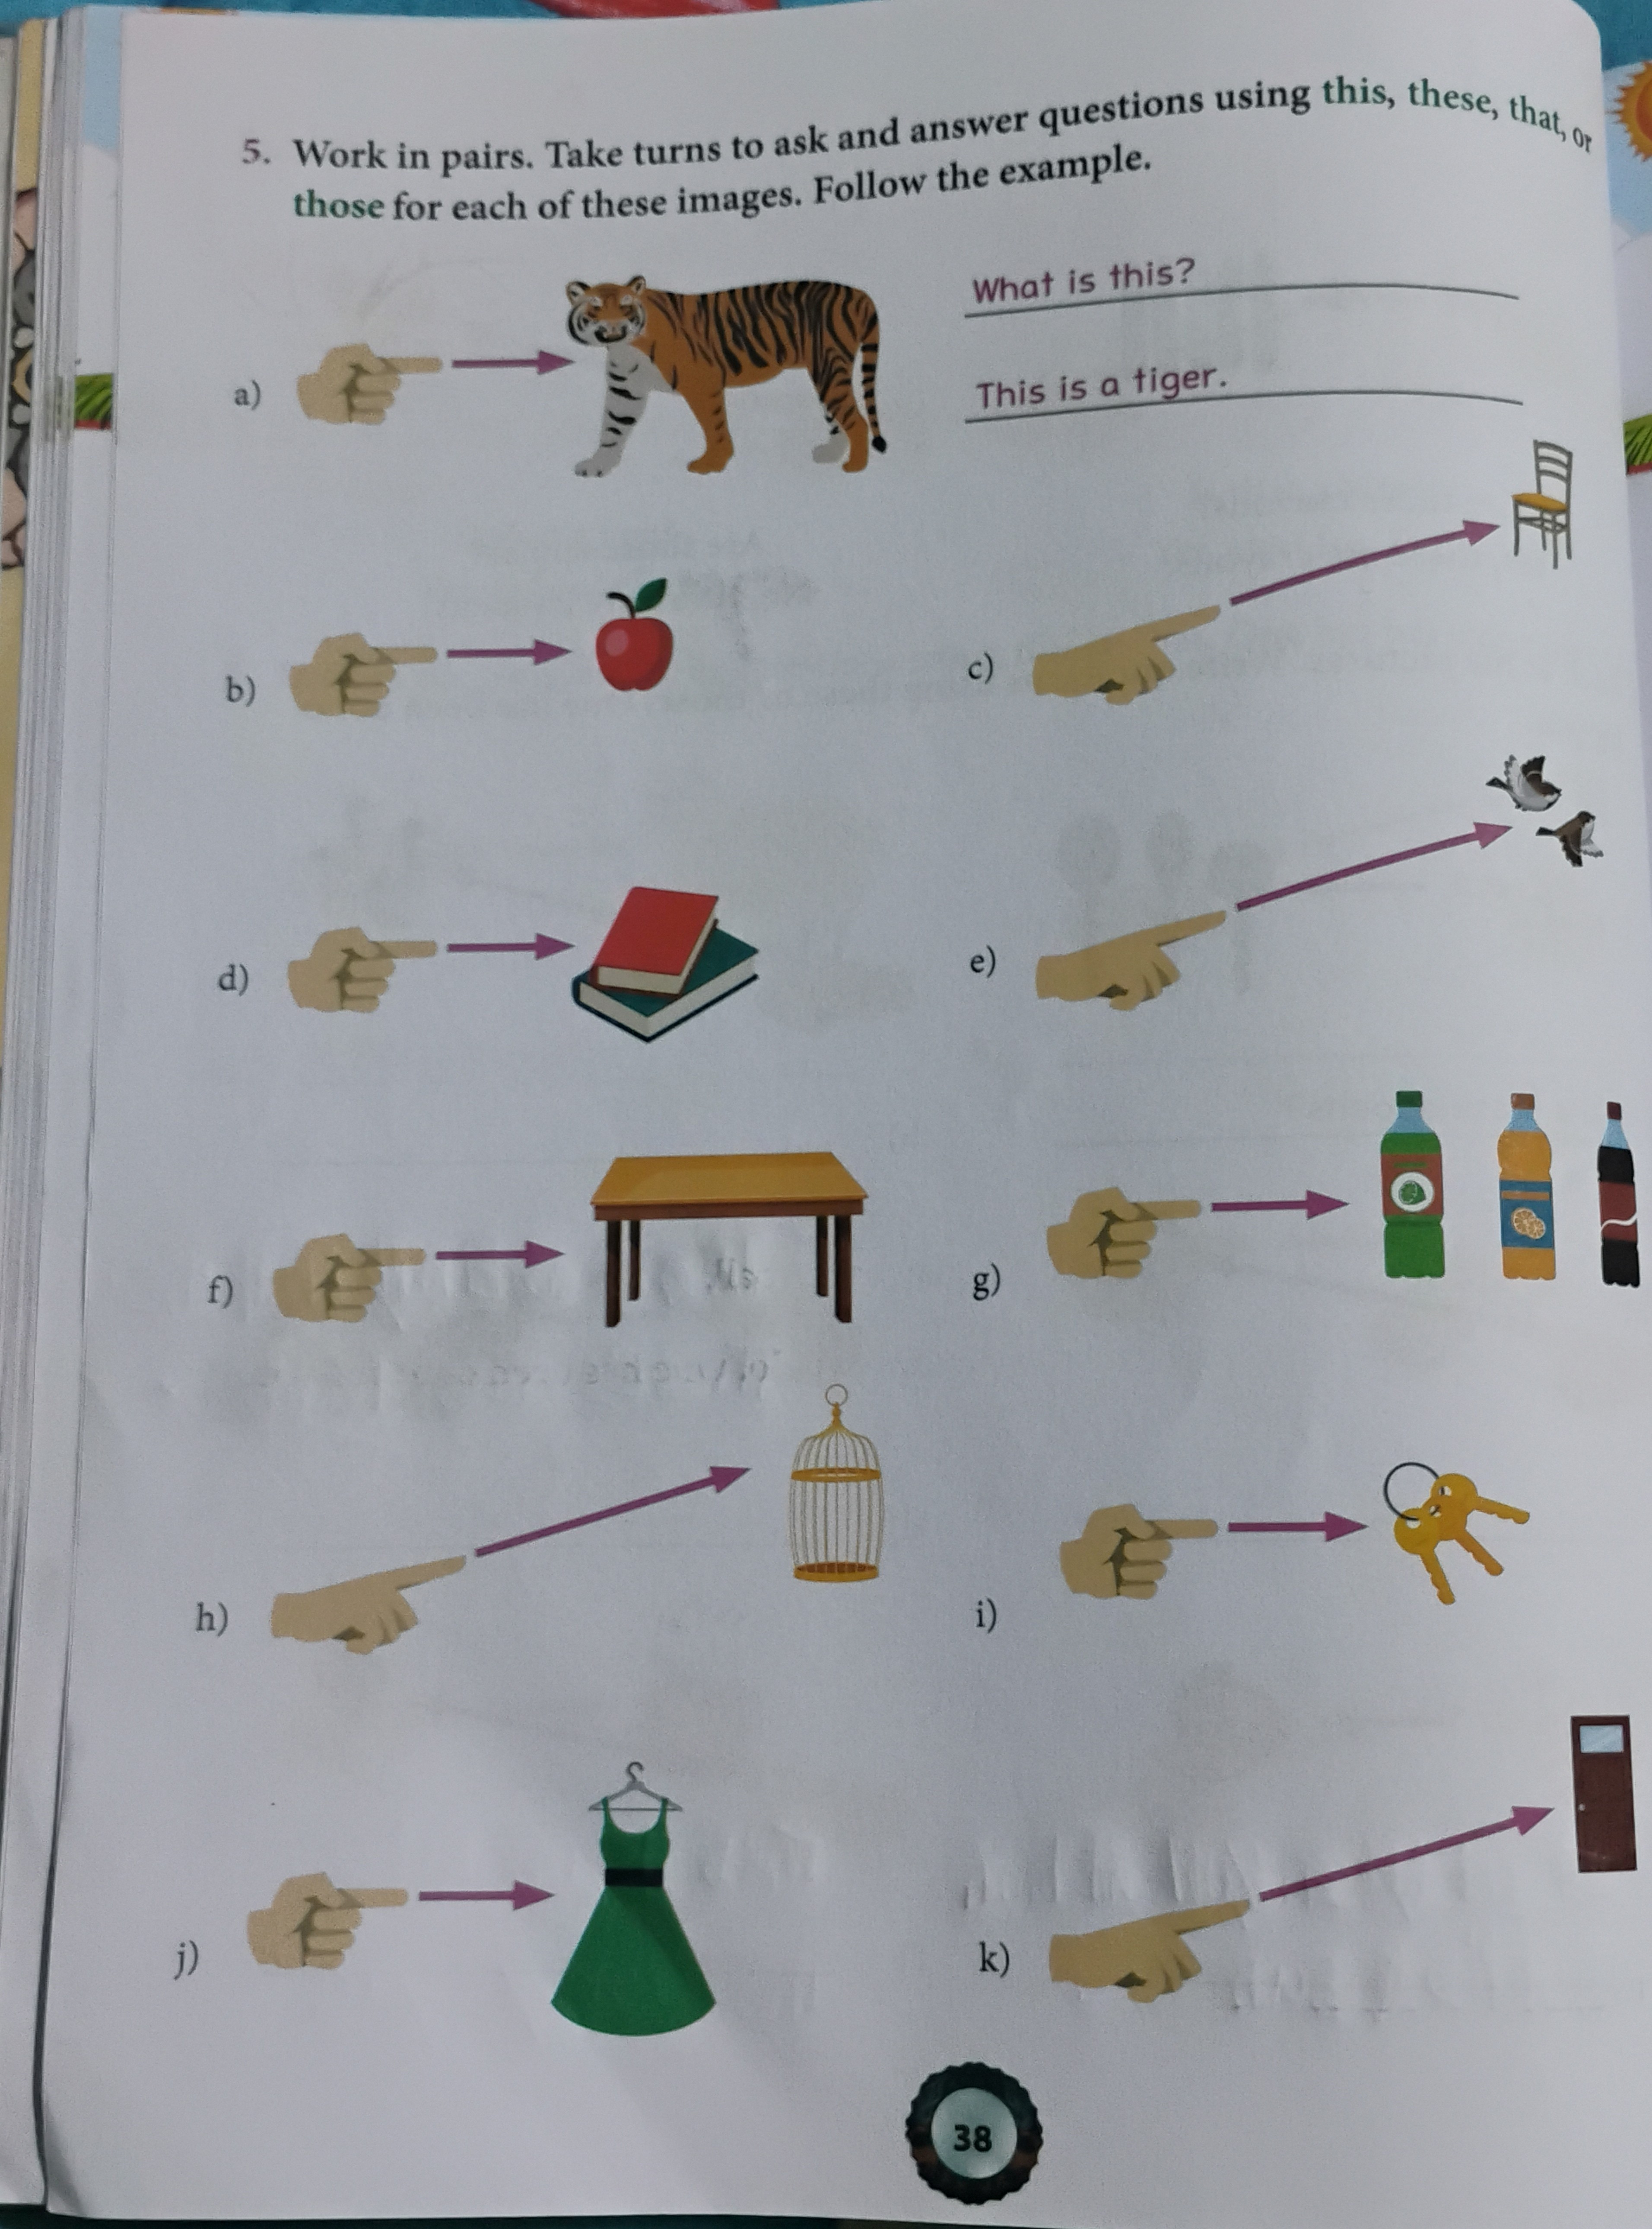 5. Work in pairs. Take turns to ask and answer questions using this, these, that, or
those for each of these images. Follow the example.
What is this?
a)
This is a tiger.
b)
c)
d)
e)
f)
g)
h)
i)
j)
k)
38